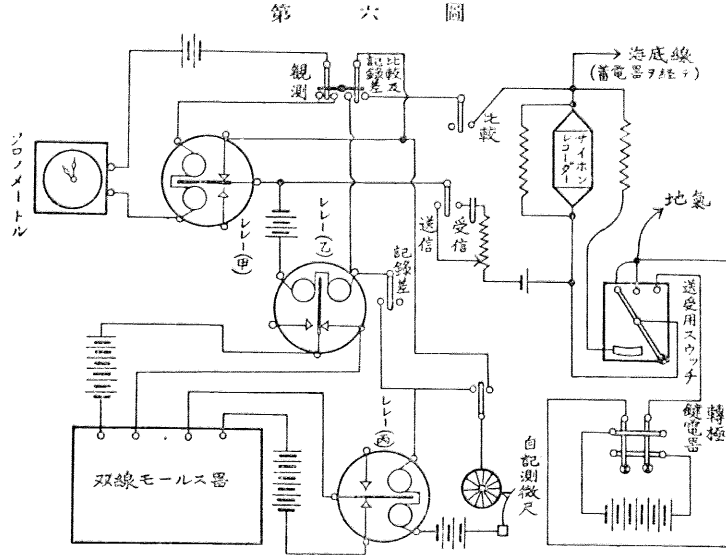 第六圖
海底線
(蓄電器ヲ経テ)
比較及
記録差
観測
比較
サイホン
レコーダー
クロノメートル
地氣
レレー(甲)
レレー(乙)
送信
受信
記録差
送受用スウッチ
轉極
鍵電器
レレー(丙)
自記測微尺
双線モールス器